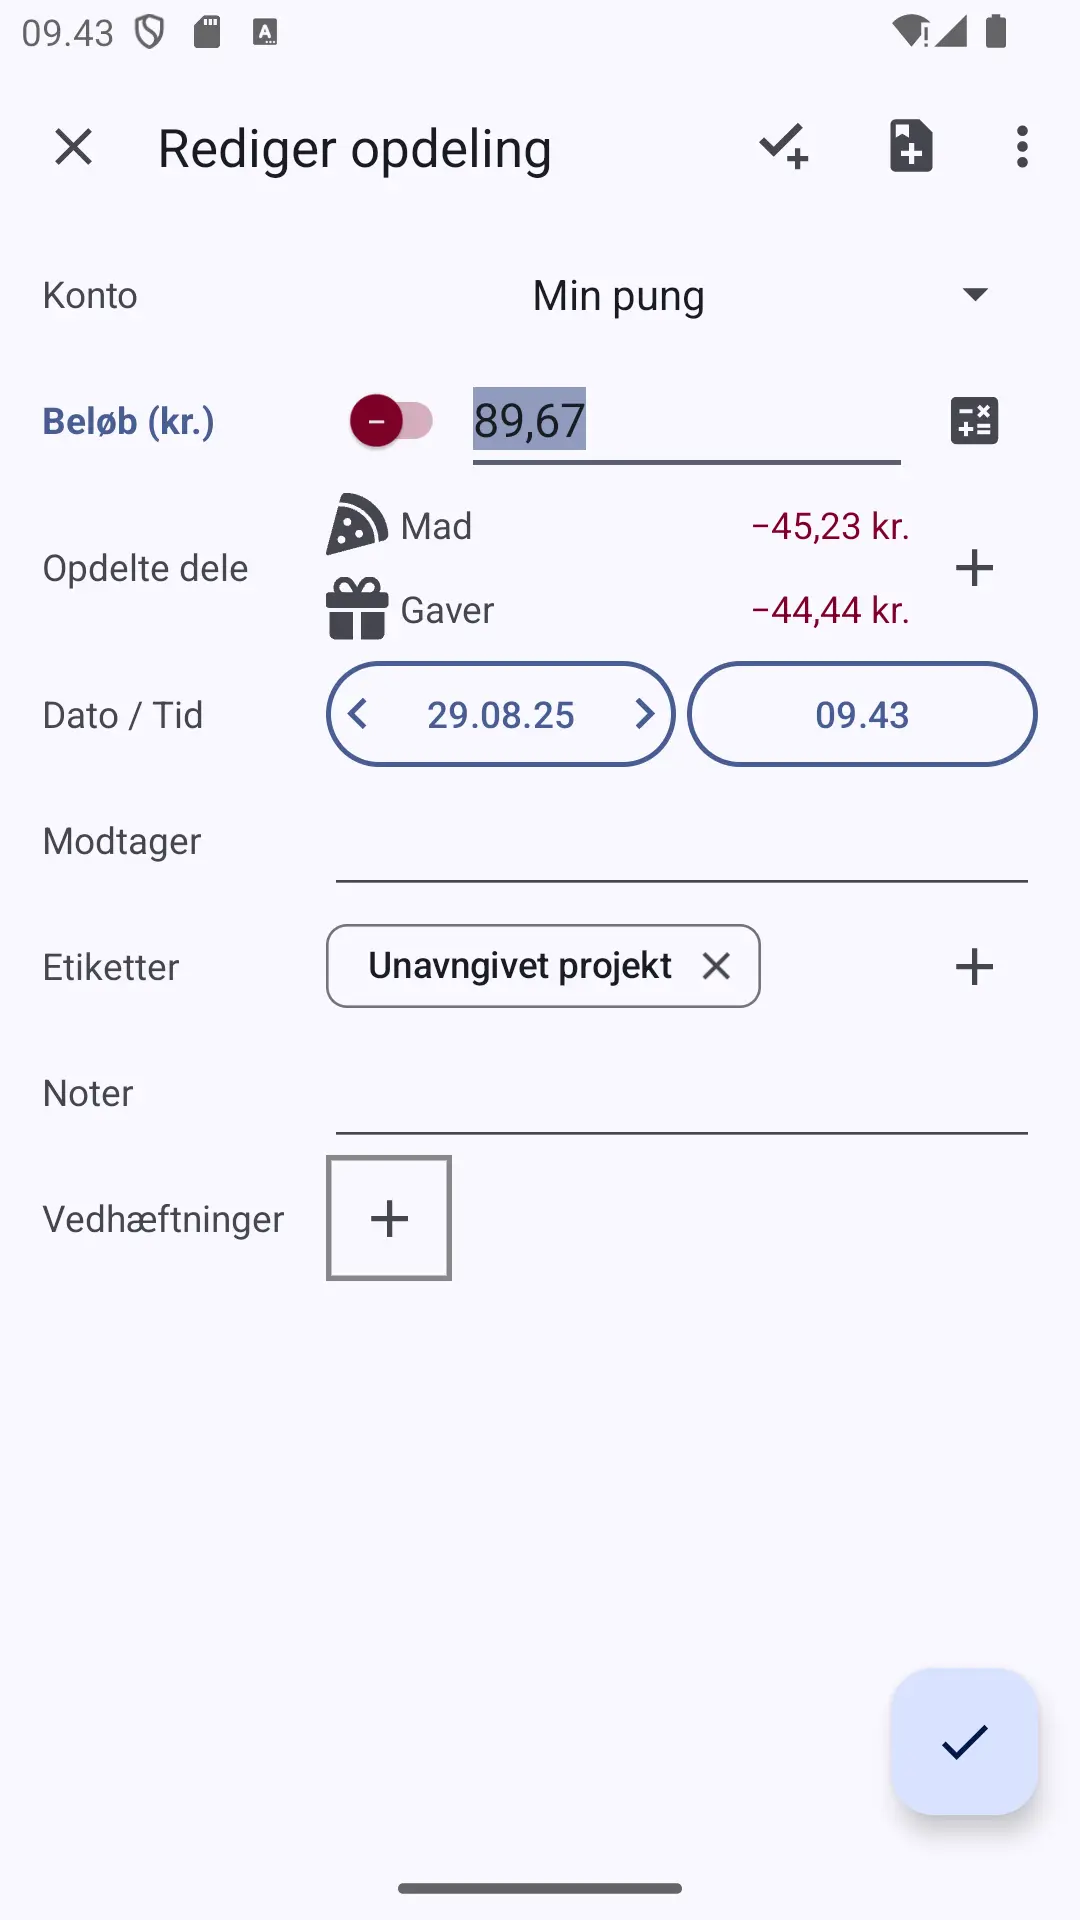 09.43
Rediger opdeling
Konto
Min pung
Beløb (kr.)
89,67
Opdelte dele
Mad
−45,23 kr.
Gaver
−44,44 kr.
Dato / Tid
29.08.25
09.43
Modtager
Etiketter
Unavngivet projekt
Noter
Vedhæftninger